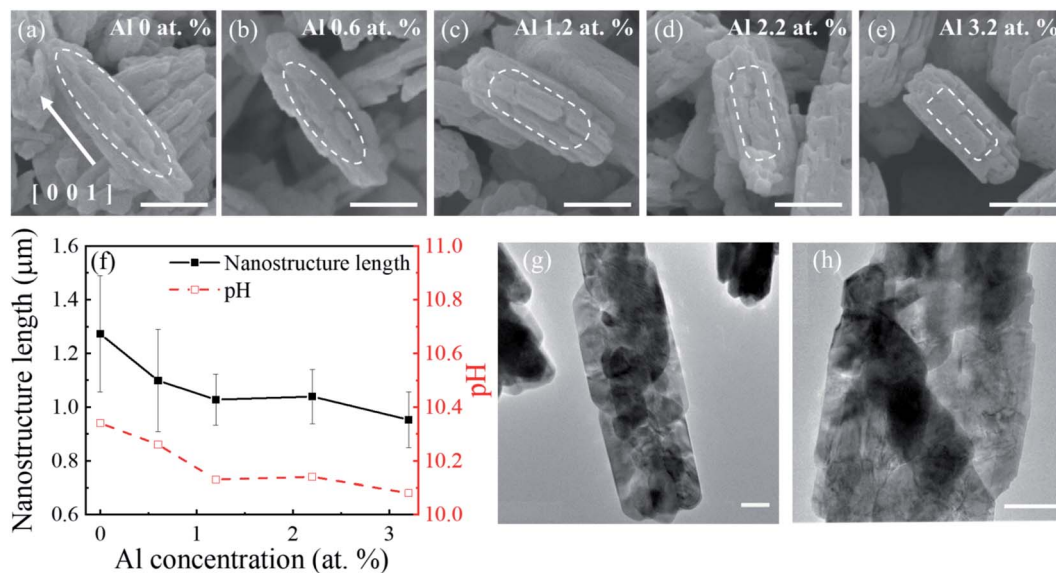 (a) Al 0 at. %
(b) Al 0.6 at. %
(c) Al 1.2 at. %
(d) Al 2.2 at. %
(e) Al 3.2 at. %
[ 0 0 1 ]
(f)
Nanostructure length
pH
Nanostructure length (μm)
1.6
1.4
1.2
1.0
0.8
0.6
11.0
10.8
10.6
10.4
10.2
10.0
pH
0 1 2 3
Al concentration (at. %)
(g)
(h)